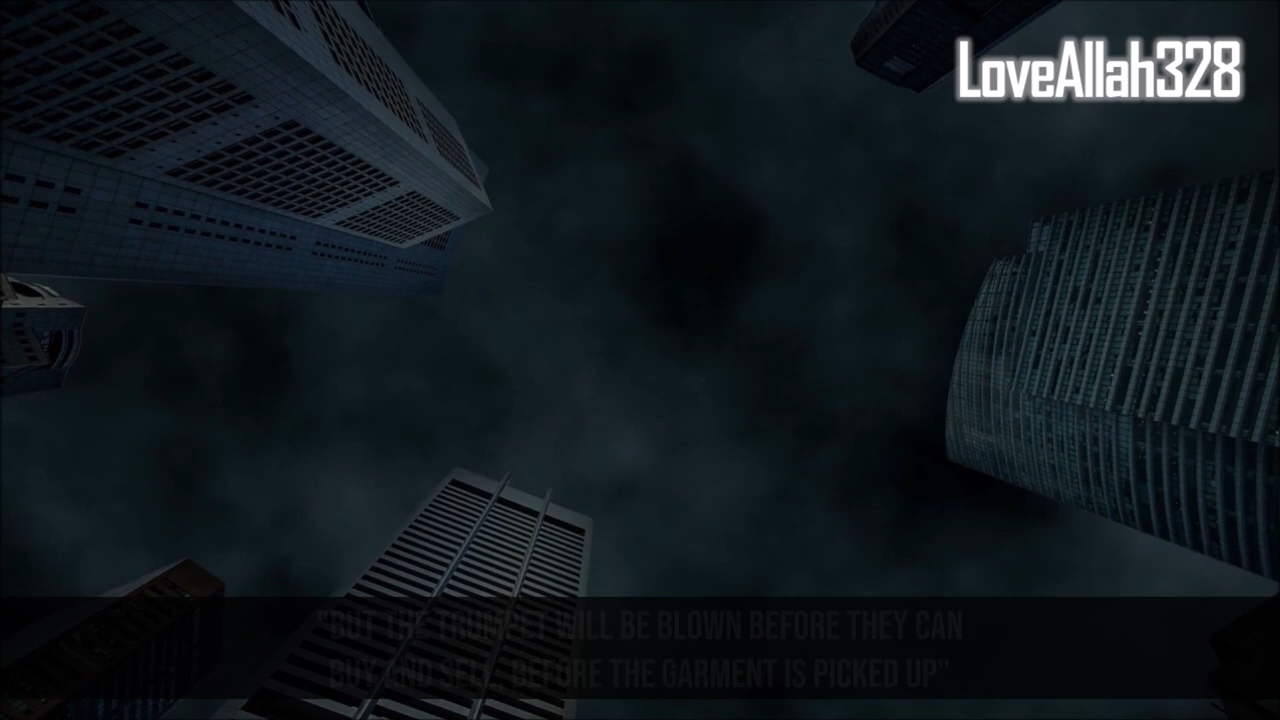 LoveAllah328
"BUT THE TRUMPET WILL BE BLOWN BEFORE THEY CAN
BUY AND SELL, BEFORE THE GARMENT IS PICKED UP"